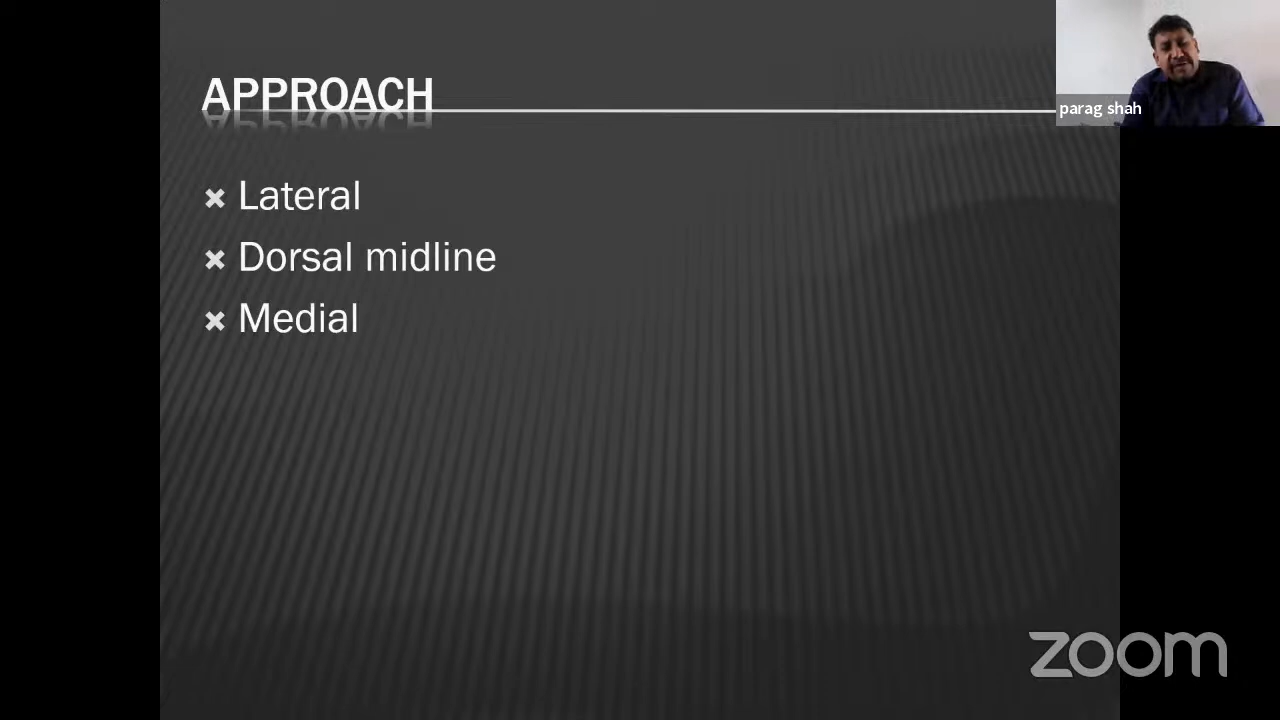 APPROACH
parag shah
Lateral
Dorsal midline
Medial
zoom